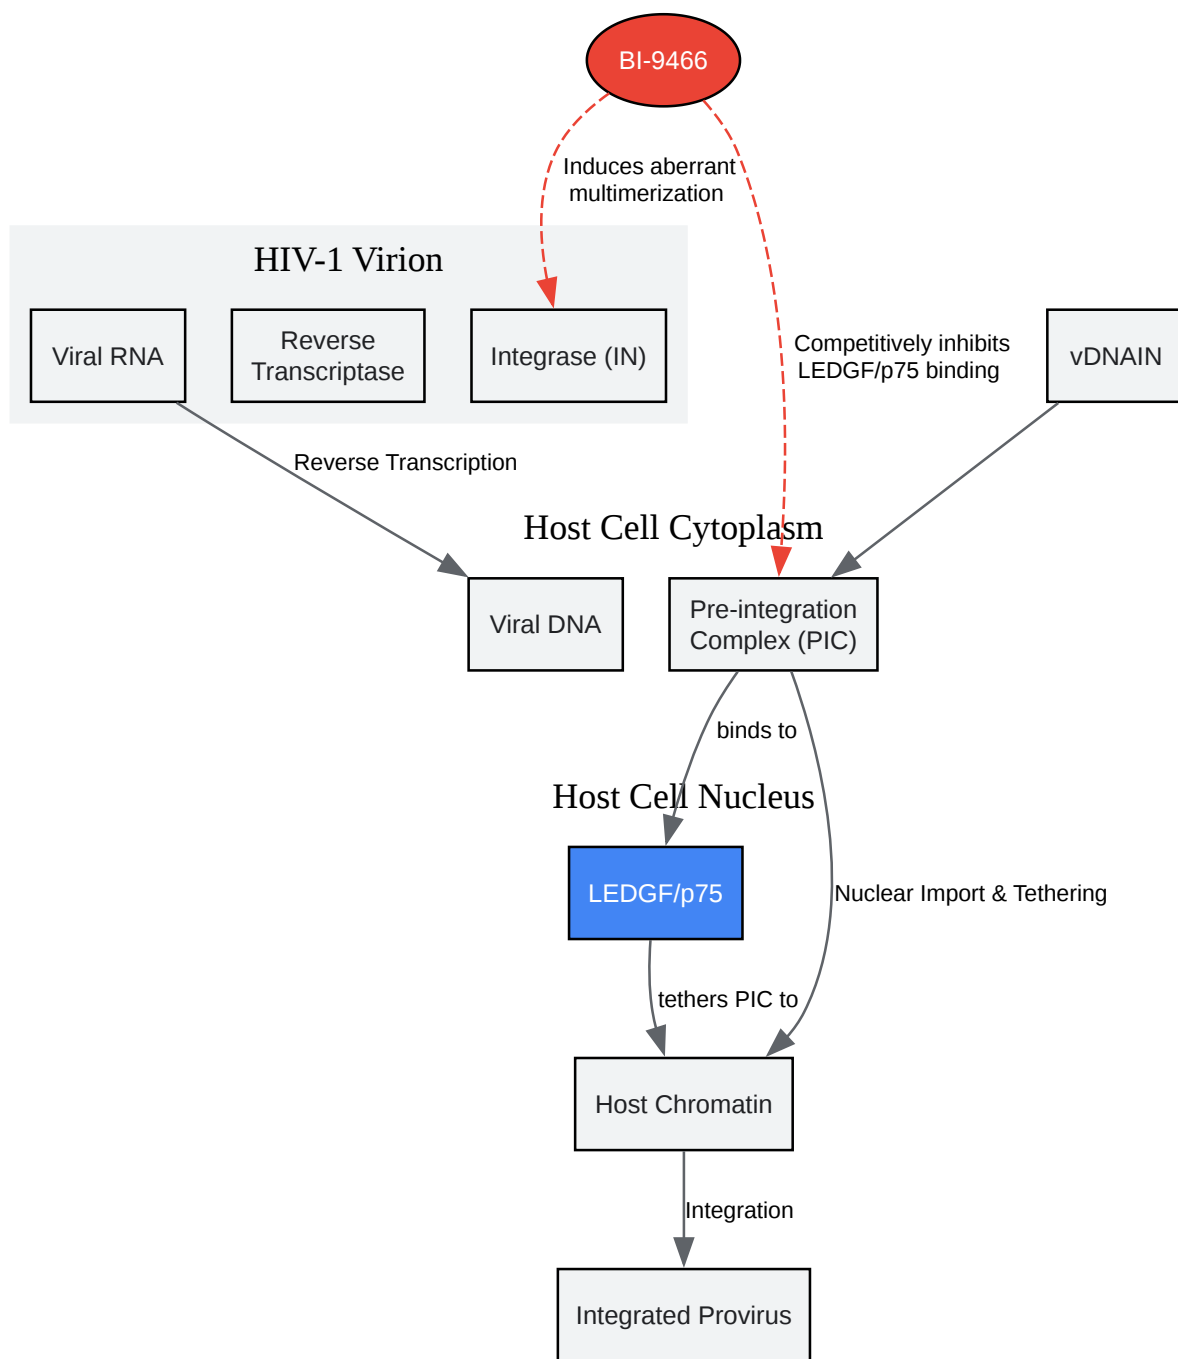 BI-9466
Induces aberrant
multimerization
HIV-1 Virion
Viral RNA
Reverse
Transcriptase
Integrase (IN)
Competitively inhibits
LEDGF/p75 binding
vDNAIN
Reverse Transcription
Host Cell Cytoplasm
Viral DNA
Pre-integration
Complex (PIC)
binds to
Host Cell Nucleus
LEDGF/p75
Nuclear Import & Tethering
tethers PIC to
Host Chromatin
Integration
Integrated Provirus